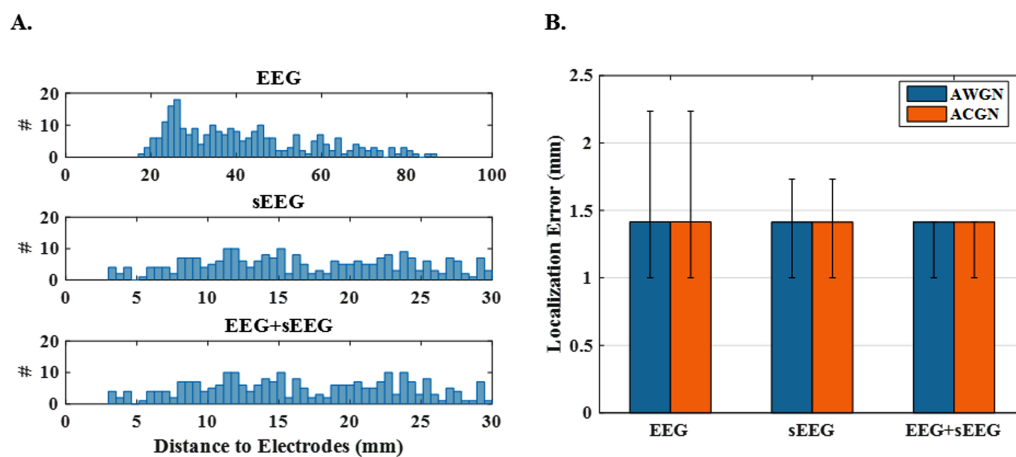 A.
EEG
#
20
10
0
0 20 40 60 80 100
sEEG
#
20
10
0
0 5 10 15 20 25 30
EEG+sEEG
#
20
10
0
0 5 10 15 20 25 30
Distance to Electrodes (mm)
B.
Localization Error (mm)
2.5
2
1.5
1
0.5
0
AWGN
ACGN
EEG sEEG EEG+sEEG